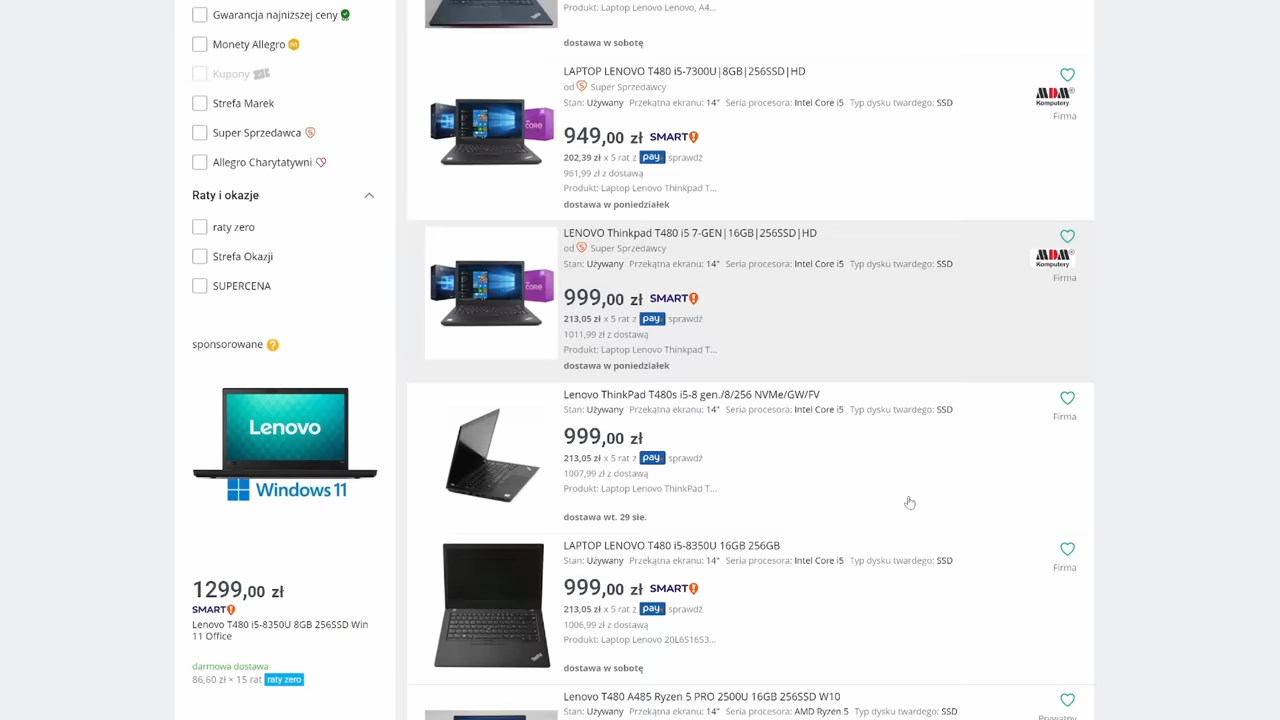 Gwarancja najniższej ceny
Monety Allegro
Kupony
Strefa Marek
Super Sprzedawca
Allegro Charytatywni
Raty i okazje
raty zero
Strefa Okazji
SUPERCENA
sponsorowane ?
Lenovo
Windows 11
1299,00 zł
SMART!
Lenovo T480 i5-8350U 8GB 256SSD Win
11 Office
darmowa dostawa
86,60 zł × 15 rat raty zero
Produkt: Laptop Lenovo Lenovo, A4...
dostawa w sobotę
LAPTOP LENOVO T480 i5-7300U|8GB|256SSD|HD
od Super Sprzedawcy
Stan: Używany Przekątna ekranu: 14" Seria procesora: Intel Core i5 Typ dysku twardego: SSD
949,00 zł SMART!
202,39 zł x 5 rat z pay sprawdź
961,99 zł z dostawą
Produkt: Laptop Lenovo Thinkpad T...
dostawa w poniedziałek
MDM
Komputery
Firma
CORE
LENOVO Thinkpad T480 i5 7-GEN|16GB|256SSD|HD
od Super Sprzedawcy
Stan: Używany Przekątna ekranu: 14" Seria procesora: Intel Core i5 Typ dysku twardego: SSD
999,00 zł SMART!
213,05 zł x 5 rat z pay sprawdź
1011,99 zł z dostawą
Produkt: Laptop Lenovo Thinkpad T...
dostawa w poniedziałek
MDM
Komputery
Firma
CORE
Lenovo ThinkPad T480s i5-8 gen./8/256 NVMe/GW/FV
Stan: Używany Przekątna ekranu: 14" Seria procesora: Intel Core i5 Typ dysku twardego: SSD
999,00 zł
213,05 zł x 5 rat z pay sprawdź
1007,99 zł z dostawą
Produkt: Laptop Lenovo ThinkPad T...
dostawa wt. 29 sie.
Firma
LAPTOP LENOVO T480 i5-8350U 16GB 256GB
Stan: Używany Przekątna ekranu: 14" Seria procesora: Intel Core i5 Typ dysku twardego: SSD
999,00 zł SMART!
213,05 zł x 5 rat z pay sprawdź
1006,99 zł z dostawą
Produkt: Laptop Lenovo 20L6S16S3...
dostawa w sobotę
Firma
Lenovo T480 A485 Ryzen 5 PRO 2500U 16GB 256SSD W10
Stan: Używany Przekątna ekranu: 14" Seria procesora: AMD Ryzen 5 Typ dysku twardego: SSD
Prywatny